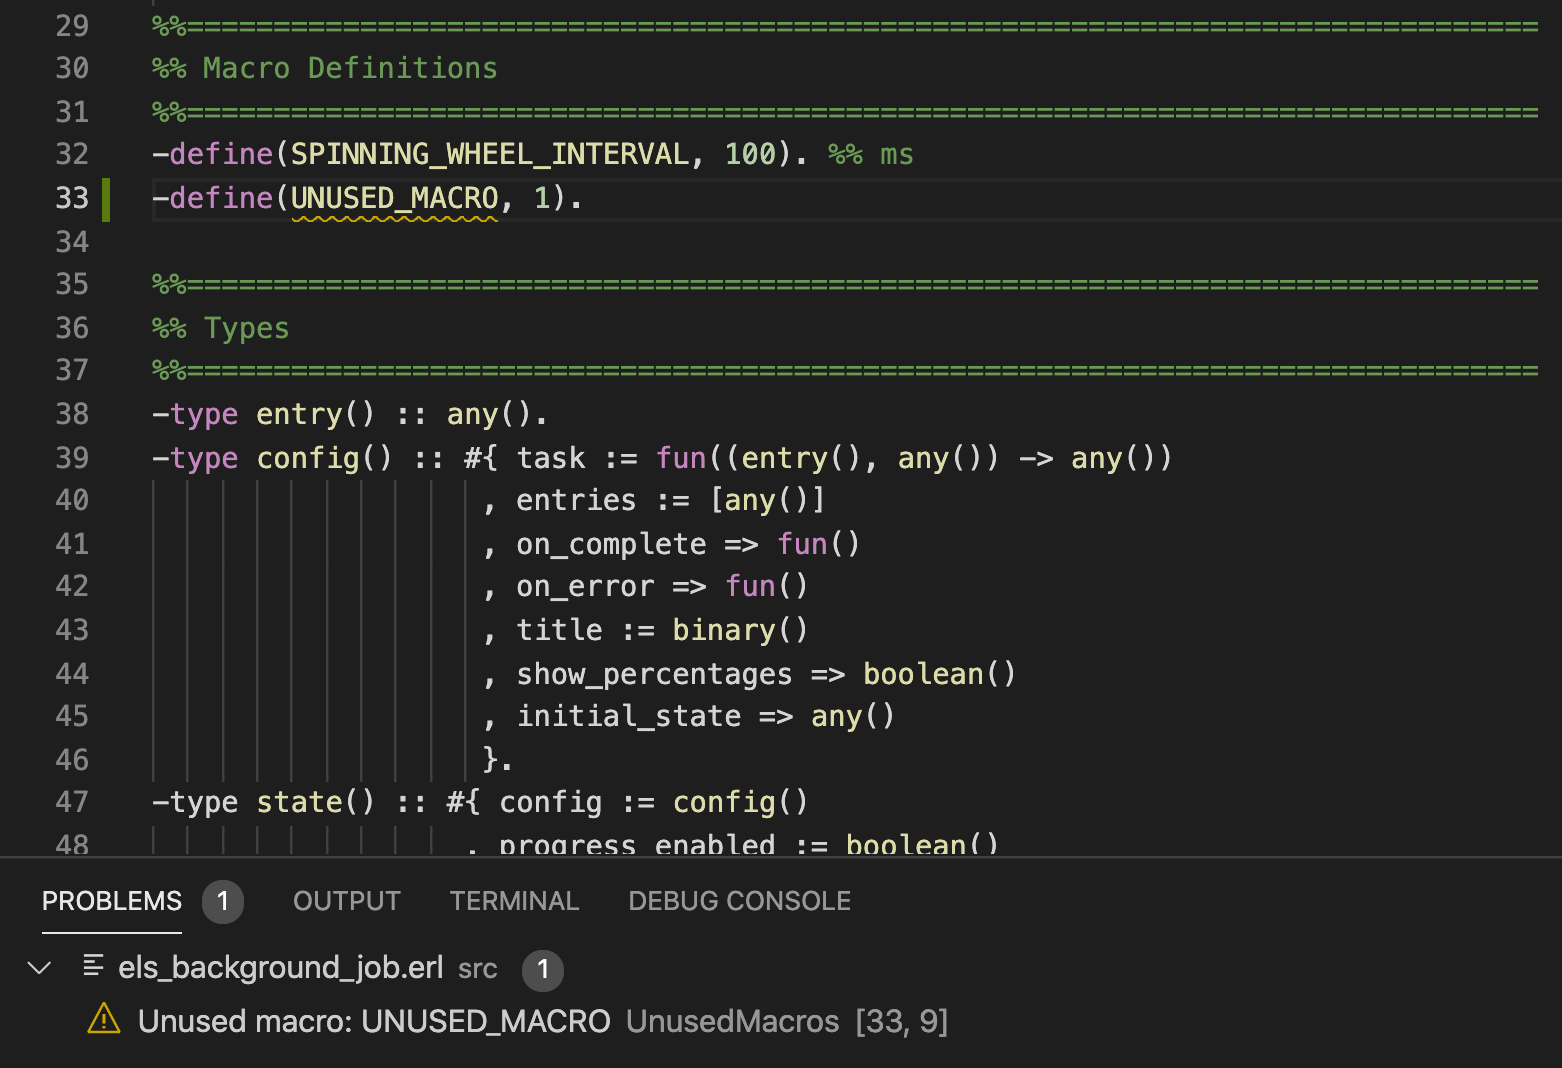 29 %%==============================================================================
30 %% Macro Definitions
31 %%==============================================================================
32 -define(SPINNING_WHEEL_INTERVAL, 100). %% ms
33 -define(UNUSED_MACRO, 1).
34
35 %%==============================================================================
36 %% Types
37 %%==============================================================================
38 -type entry() :: any().
39 -type config() :: #{ task := fun((entry(), any()) -> any())
40 , entries := [any()]
41 , on_complete => fun()
42 , on_error => fun()
43 , title := binary()
44 , show_percentages => boolean()
45 , initial_state => any()
46 }.
47 -type state() :: #{ config := config()
48 , progress_enabled := boolean()
PROBLEMS 1 OUTPUT TERMINAL DEBUG CONSOLE
els_background_job.erl src 1
Unused macro: UNUSED_MACRO UnusedMacros [33, 9]